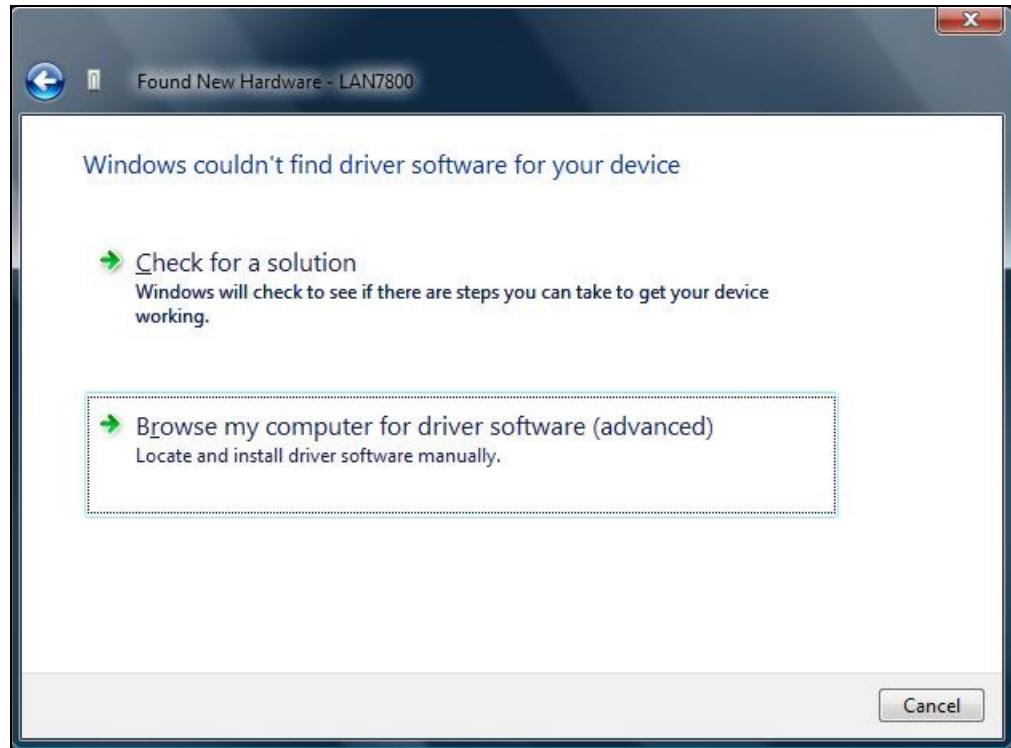 Found New Hardware - LAN7800
Windows couldn't find driver software for your device
Check for a solution
Windows will check to see if there are steps you can take to get your device
working.
Browse my computer for driver software (advanced)
Locate and install driver software manually.
Cancel